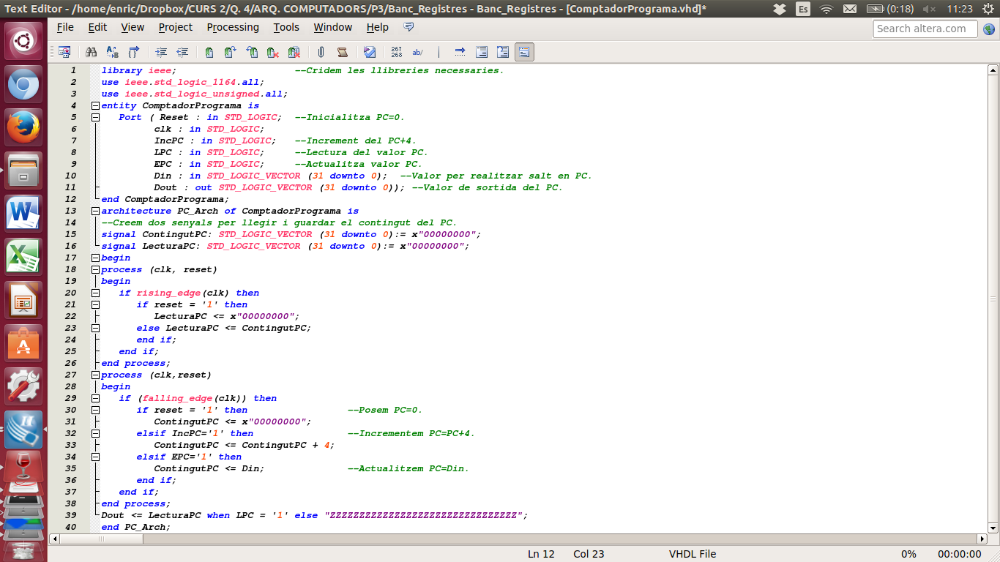 Text Editor - /home/enric/Dropbox/CURS 2/Q. 4/ARQ. COMPUTADORS/P3/Banc_Registres - Banc_Registres - [ComptadorPrograma.vhd]*
Es
(0:18)
11:23
File Edit View Project Processing Tools Window Help
Search altera.com
267
268
ab/
1 library ieee; --Cridem les llibreries necessaries.
2 use ieee.std_logic_1164.all;
3 use ieee.std_logic_unsigned.all;
4 entity ComptadorPrograma is
5 Port ( Reset : in STD_LOGIC; --Inicialitza PC=0.
6 clk : in STD_LOGIC;
7 IncPC : in STD_LOGIC; --Increment del PC+4.
8 LPC : in STD_LOGIC; --Lectura del valor PC.
9 EPC : in STD_LOGIC; --Actualitza valor PC.
10 Din : in STD_LOGIC_VECTOR (31 downto 0); --Valor per realitzar salt en PC.
11 Dout : out STD_LOGIC_VECTOR (31 downto 0)); --Valor de sortida del PC.
12 end ComptadorPrograma;
13 architecture PC_Arch of ComptadorPrograma is
14 --Creem dos senyals per llegir i guardar el contingut del PC.
15 signal ContingutPC: STD_LOGIC_VECTOR (31 downto 0):= x"00000000";
16 signal LecturaPC: STD_LOGIC_VECTOR (31 downto 0):= x"00000000";
17 begin
18 process (clk, reset)
19 begin
20 if rising_edge(clk) then
21 if reset = '1' then
22 LecturaPC <= x"00000000";
23 else LecturaPC <= ContingutPC;
24 end if;
25 end if;
26 end process;
27 process (clk,reset)
28 begin
29 if (falling_edge(clk)) then
30 if reset = '1' then --Posem PC=0.
31 ContingutPC <= x"00000000";
32 elsif IncPC='1' then --Incrementem PC=PC+4.
33 ContingutPC <= ContingutPC + 4;
34 elsif EPC='1' then
35 ContingutPC <= Din; --Actualitzem PC=Din.
36 end if;
37 end if;
38 end process;
39 Dout <= LecturaPC when LPC = '1' else "ZZZZZZZZZZZZZZZZZZZZZZZZZZZZZZZZ";
40 end PC_Arch;
Ln 12 Col 23 VHDL File 0% 00:00:00